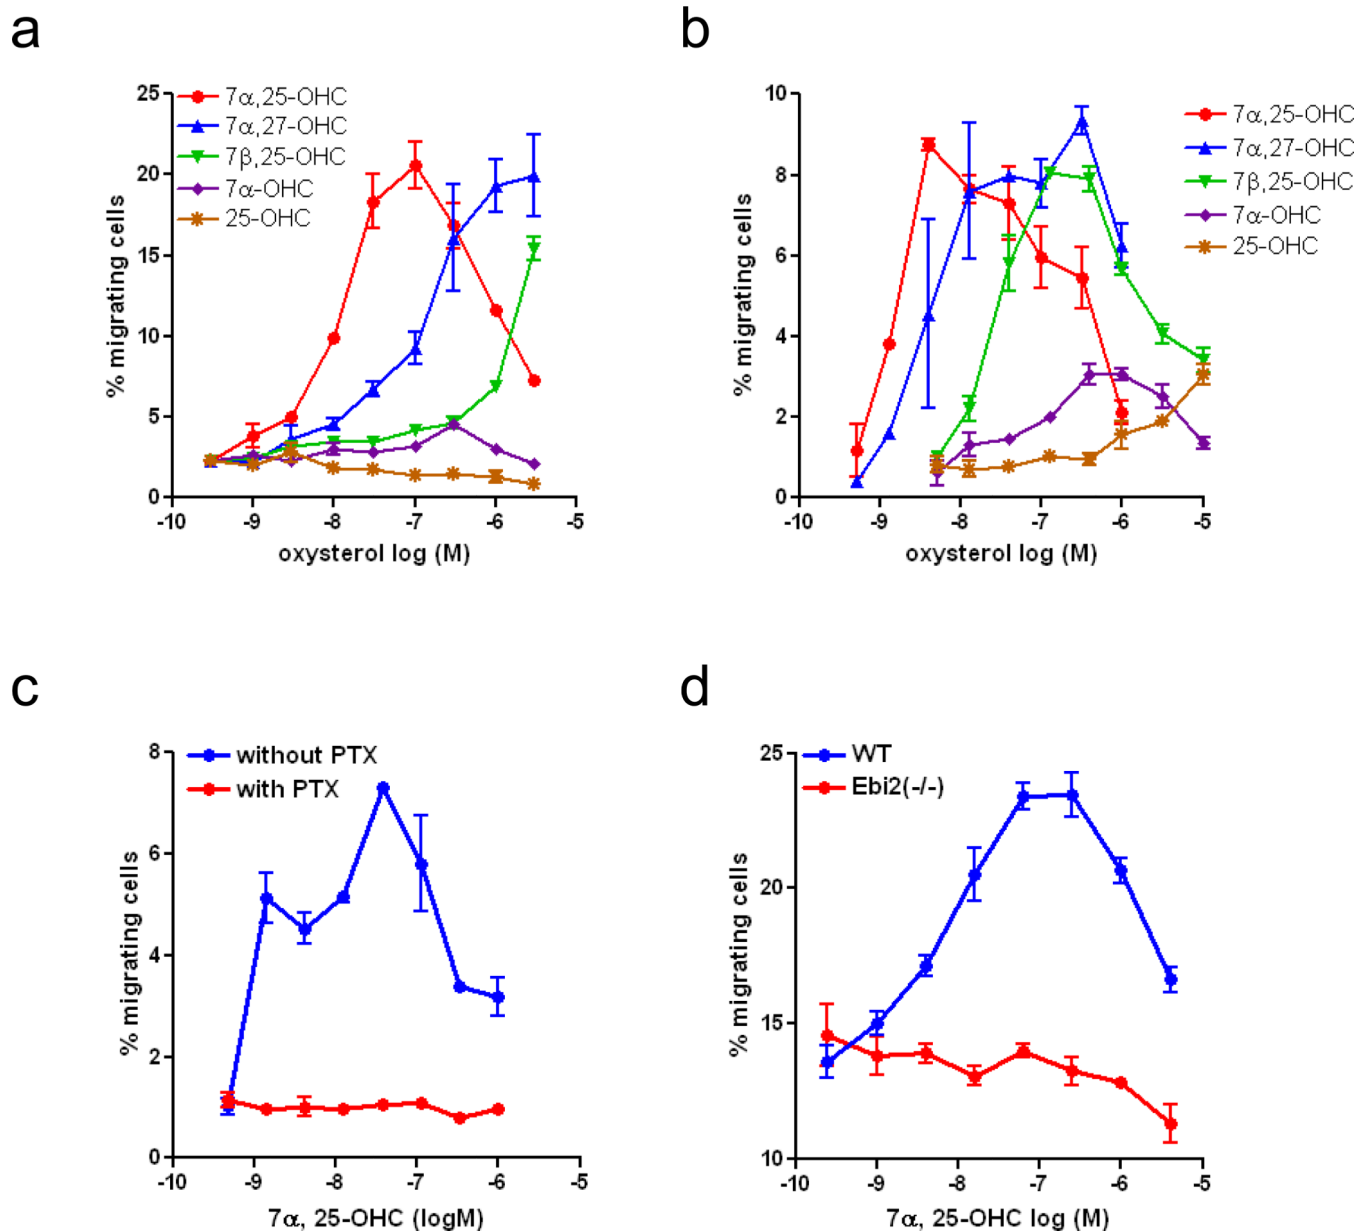 a
25
20
15
10
5
0
-10
-9
-8
-7
-6
-5
% migrating cells
oxysterol log (M)
7α,25-OHC
7α,27-OHC
7β,25-OHC
7α-OHC
25-OHC
b
10
8
6
4
2
0
-10
-9
-8
-7
-6
-5
% migrating cells
oxysterol log (M)
7α,25-OHC
7α,27-OHC
7β,25-OHC
7α-OHC
25-OHC
c
8
6
4
2
0
-10
-9
-8
-7
-6
-5
% migrating cells
7α, 25-OHC (logM)
without PTX
with PTX
d
25
20
15
10
-10
-9
-8
-7
-6
-5
% migrating cells
7α, 25-OHC log (M)
WT
Ebi2(-/-)